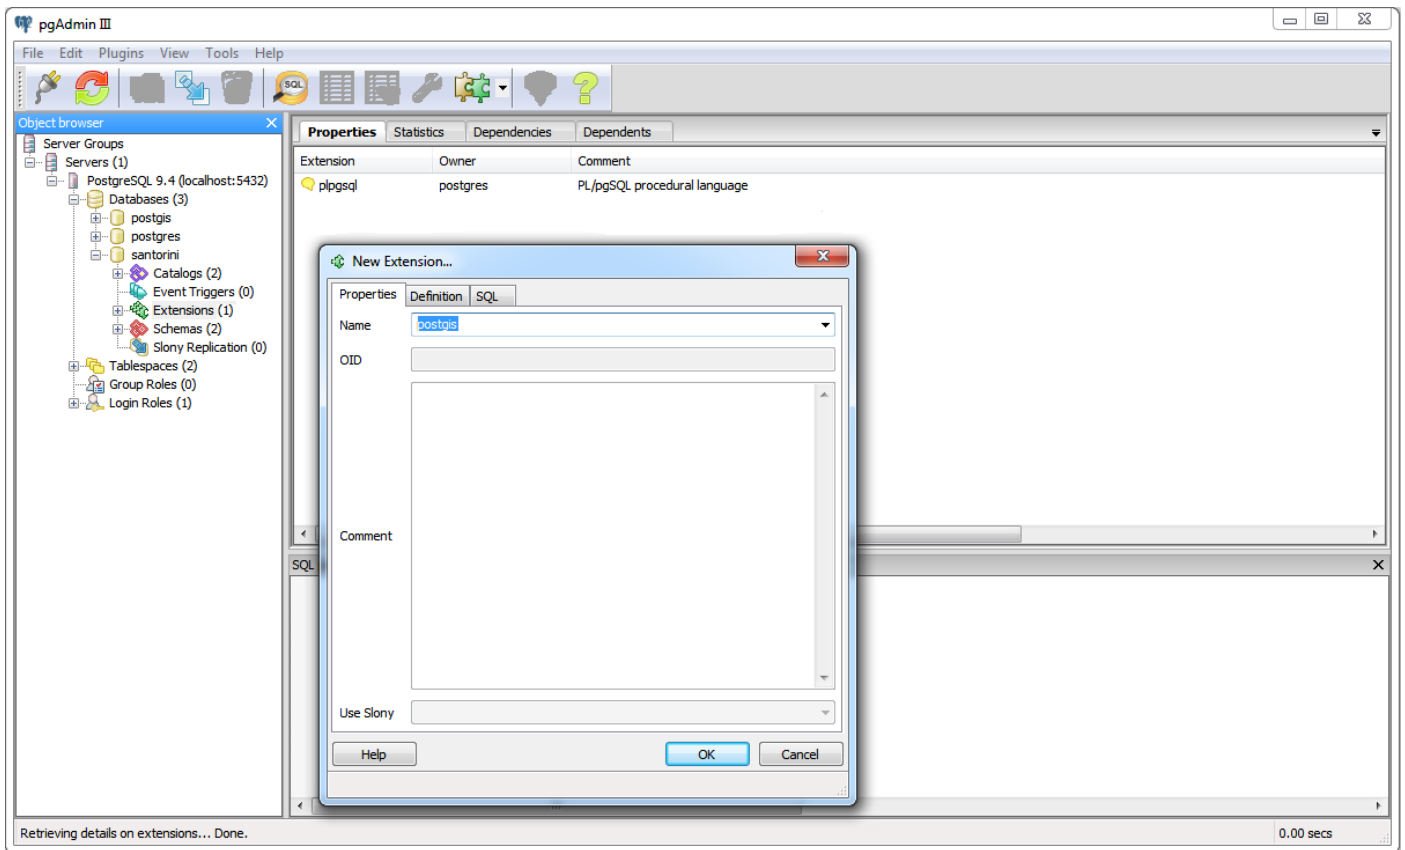 pgAdmin III
File Edit Plugins View Tools Help
SQL
Object browser
Server Groups
Servers (1)
PostgreSQL 9.4 (localhost:5432)
Databases (3)
postgis
postgres
santorini
Catalogs (2)
Event Triggers (0)
Extensions (1)
Schemas (2)
Slony Replication (0)
Tablespaces (2)
Group Roles (0)
Login Roles (1)
Properties Statistics Dependencies Dependents
Extension Owner Comment
plpgsql postgres PL/pgSQL procedural language
New Extension...
Properties Definition SQL
Name postgis
OID
Comment
Use Slony
Help OK Cancel
SQL
Retrieving details on extensions... Done. 0.00 secs